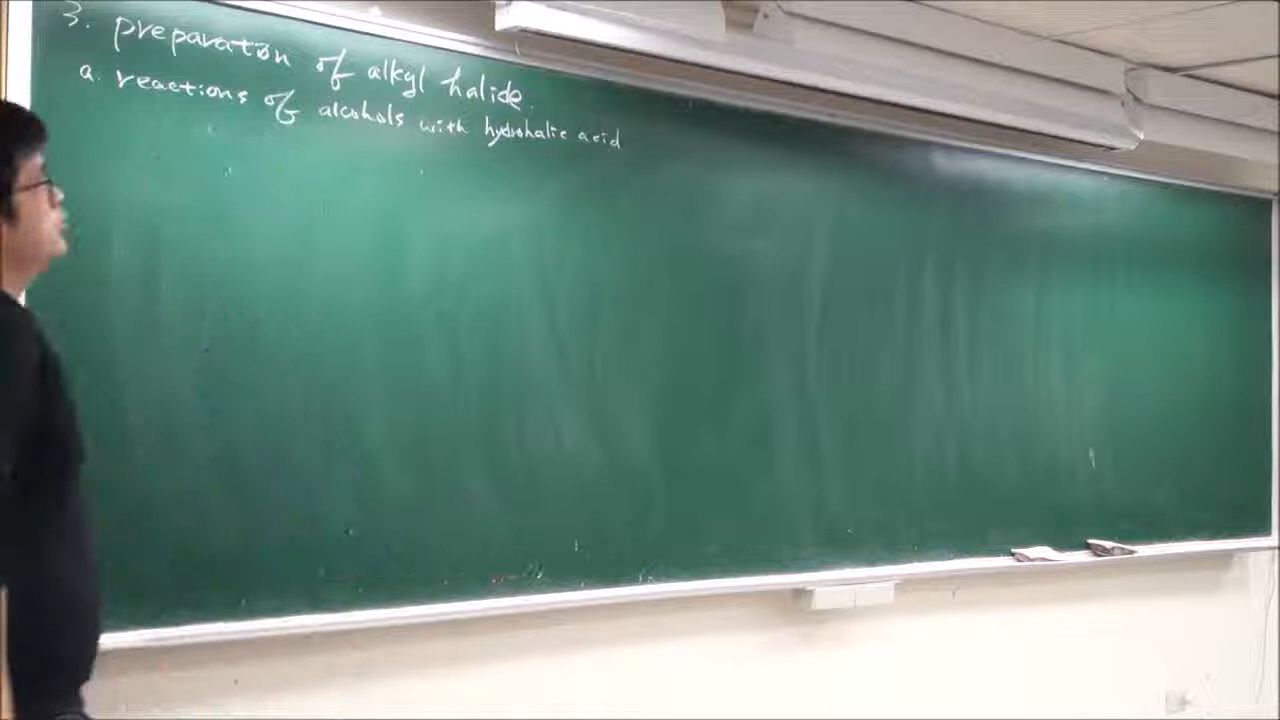 3. preparation of alkyl halide.
a. reactions of alcohols with hydrohalic acid